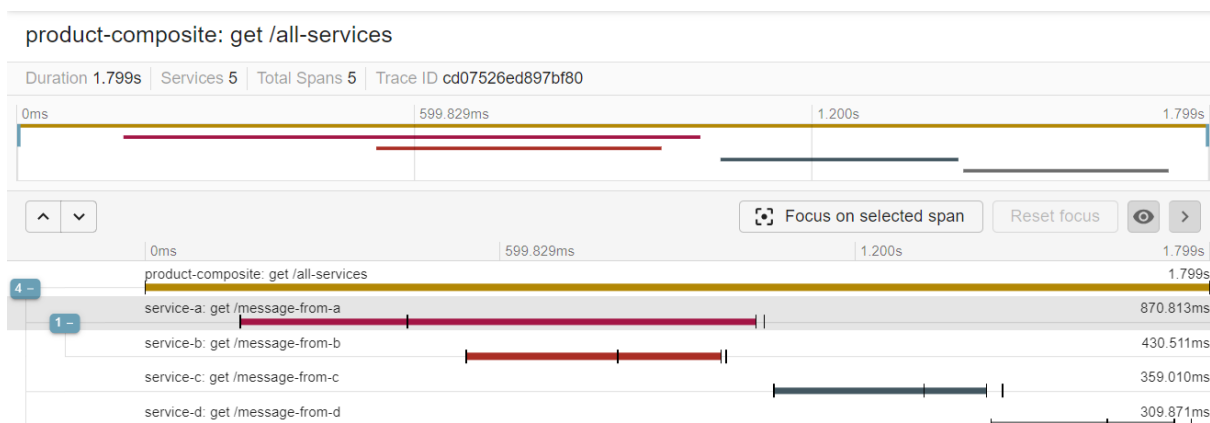 product-composite: get /all-services
Duration 1.799s Services 5 Total Spans 5 Trace ID cd07526ed897bf80
0ms 599.829ms 1.200s 1.799s
Focus on selected span Reset focus
0ms 599.829ms 1.200s 1.799s
product-composite: get /all-services 1.799s
4 –
service-a: get /message-from-a 870.813ms
1 –
service-b: get /message-from-b 430.511ms
service-c: get /message-from-c 359.010ms
service-d: get /message-from-d 309.871ms